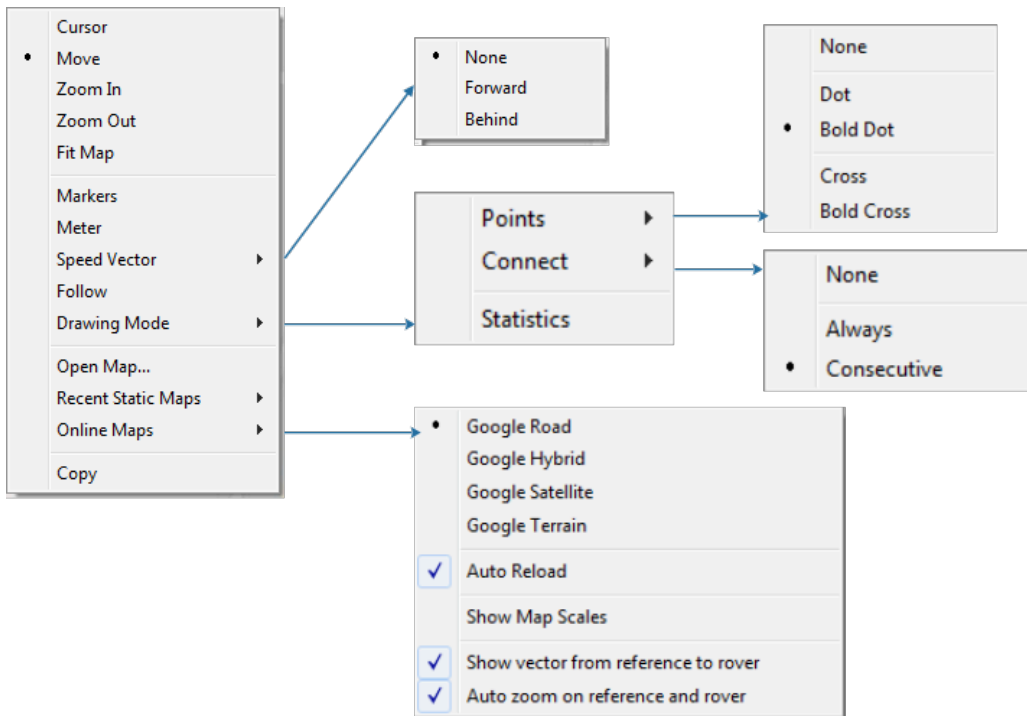 Cursor
Move
Zoom In
Zoom Out
Fit Map
Markers
Meter
Speed Vector
Follow
Drawing Mode
Open Map...
Recent Static Maps
Online Maps
Copy
None
Forward
Behind
Points
Connect
Statistics
None
Dot
Bold Dot
Cross
Bold Cross
None
Always
Consecutive
Google Road
Google Hybrid
Google Satellite
Google Terrain
Auto Reload
Show Map Scales
Show vector from reference to rover
Auto zoom on reference and rover